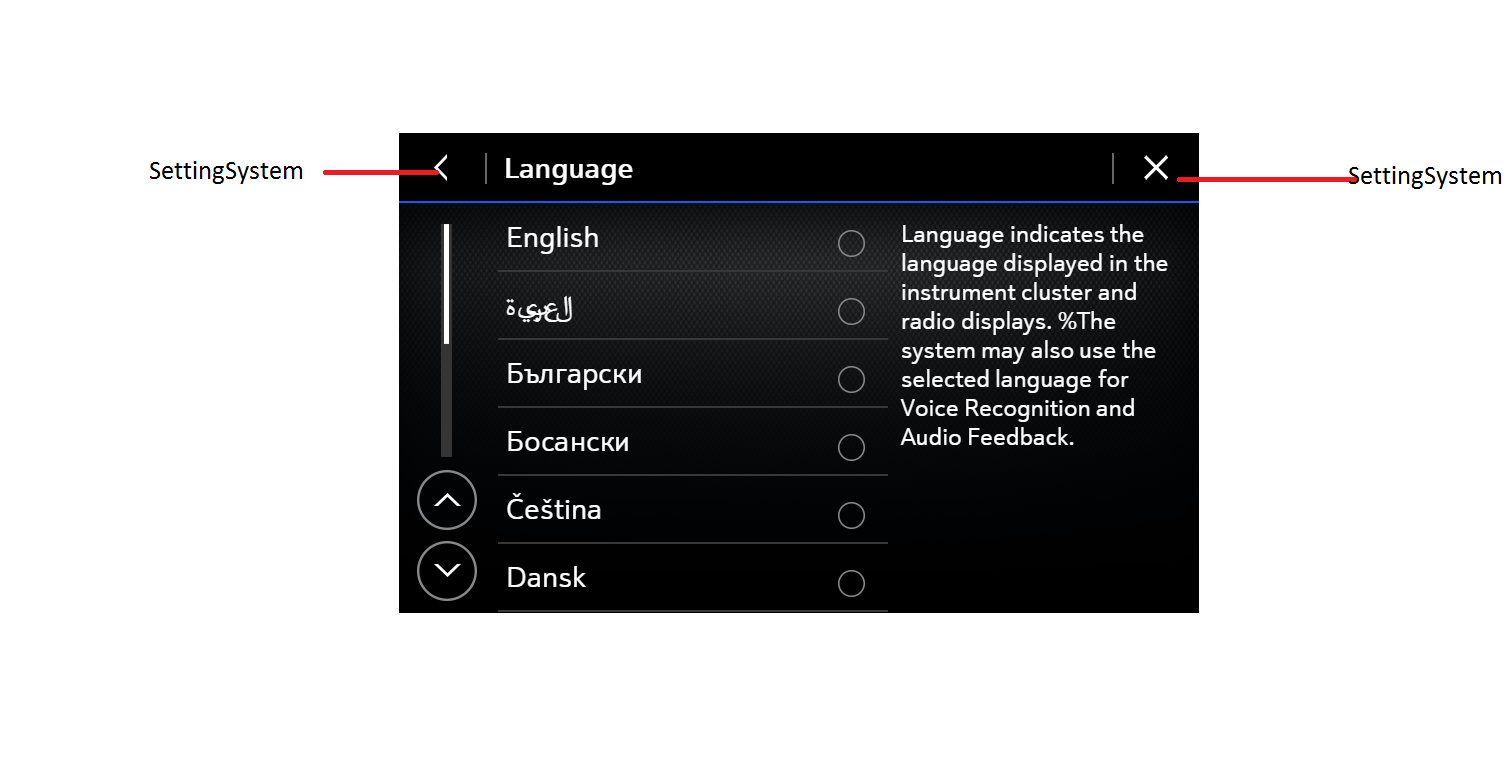 SettingSystem
Language
SettingSystem
English
العربية
Български
Босански
Čeština
Dansk
Language indicates the
language displayed in the
instrument cluster and
radio displays. %The
system may also use the
selected language for
Voice Recognition and
Audio Feedback.